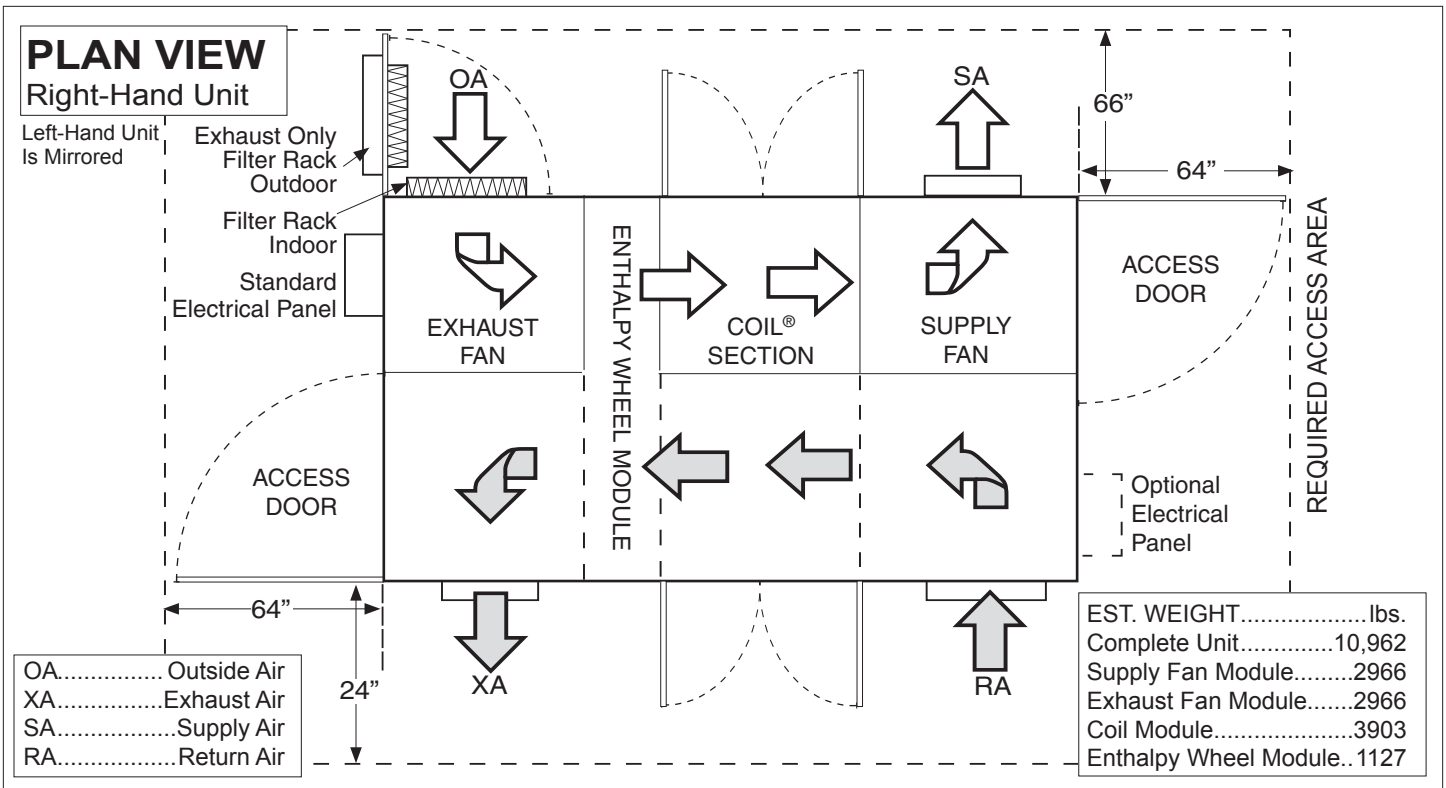 PLAN VIEW
Right-Hand Unit
Left-Hand Unit
Is Mirrored
Exhaust Only
Filter Rack
Outdoor
Filter Rack
Indoor
Standard
Electrical Panel
OA
SA
66”
64”
EXHAUST
FAN
ENTHALPY WHEEL MODULE
COIL®
SECTION
SUPPLY
FAN
ACCESS
DOOR
REQUIRED ACCESS AREA
ACCESS
DOOR
Optional
Electrical
Panel
64”
24”
XA
RA
OA................. Outside Air
XA.................Exhaust Air
SA...................Supply Air
RA...................Return Air
EST. WEIGHT...................lbs.
Complete Unit..............10,962
Supply Fan Module.........2966
Exhaust Fan Module.......2966
Coil Module.....................3903
Enthalpy Wheel Module..1127